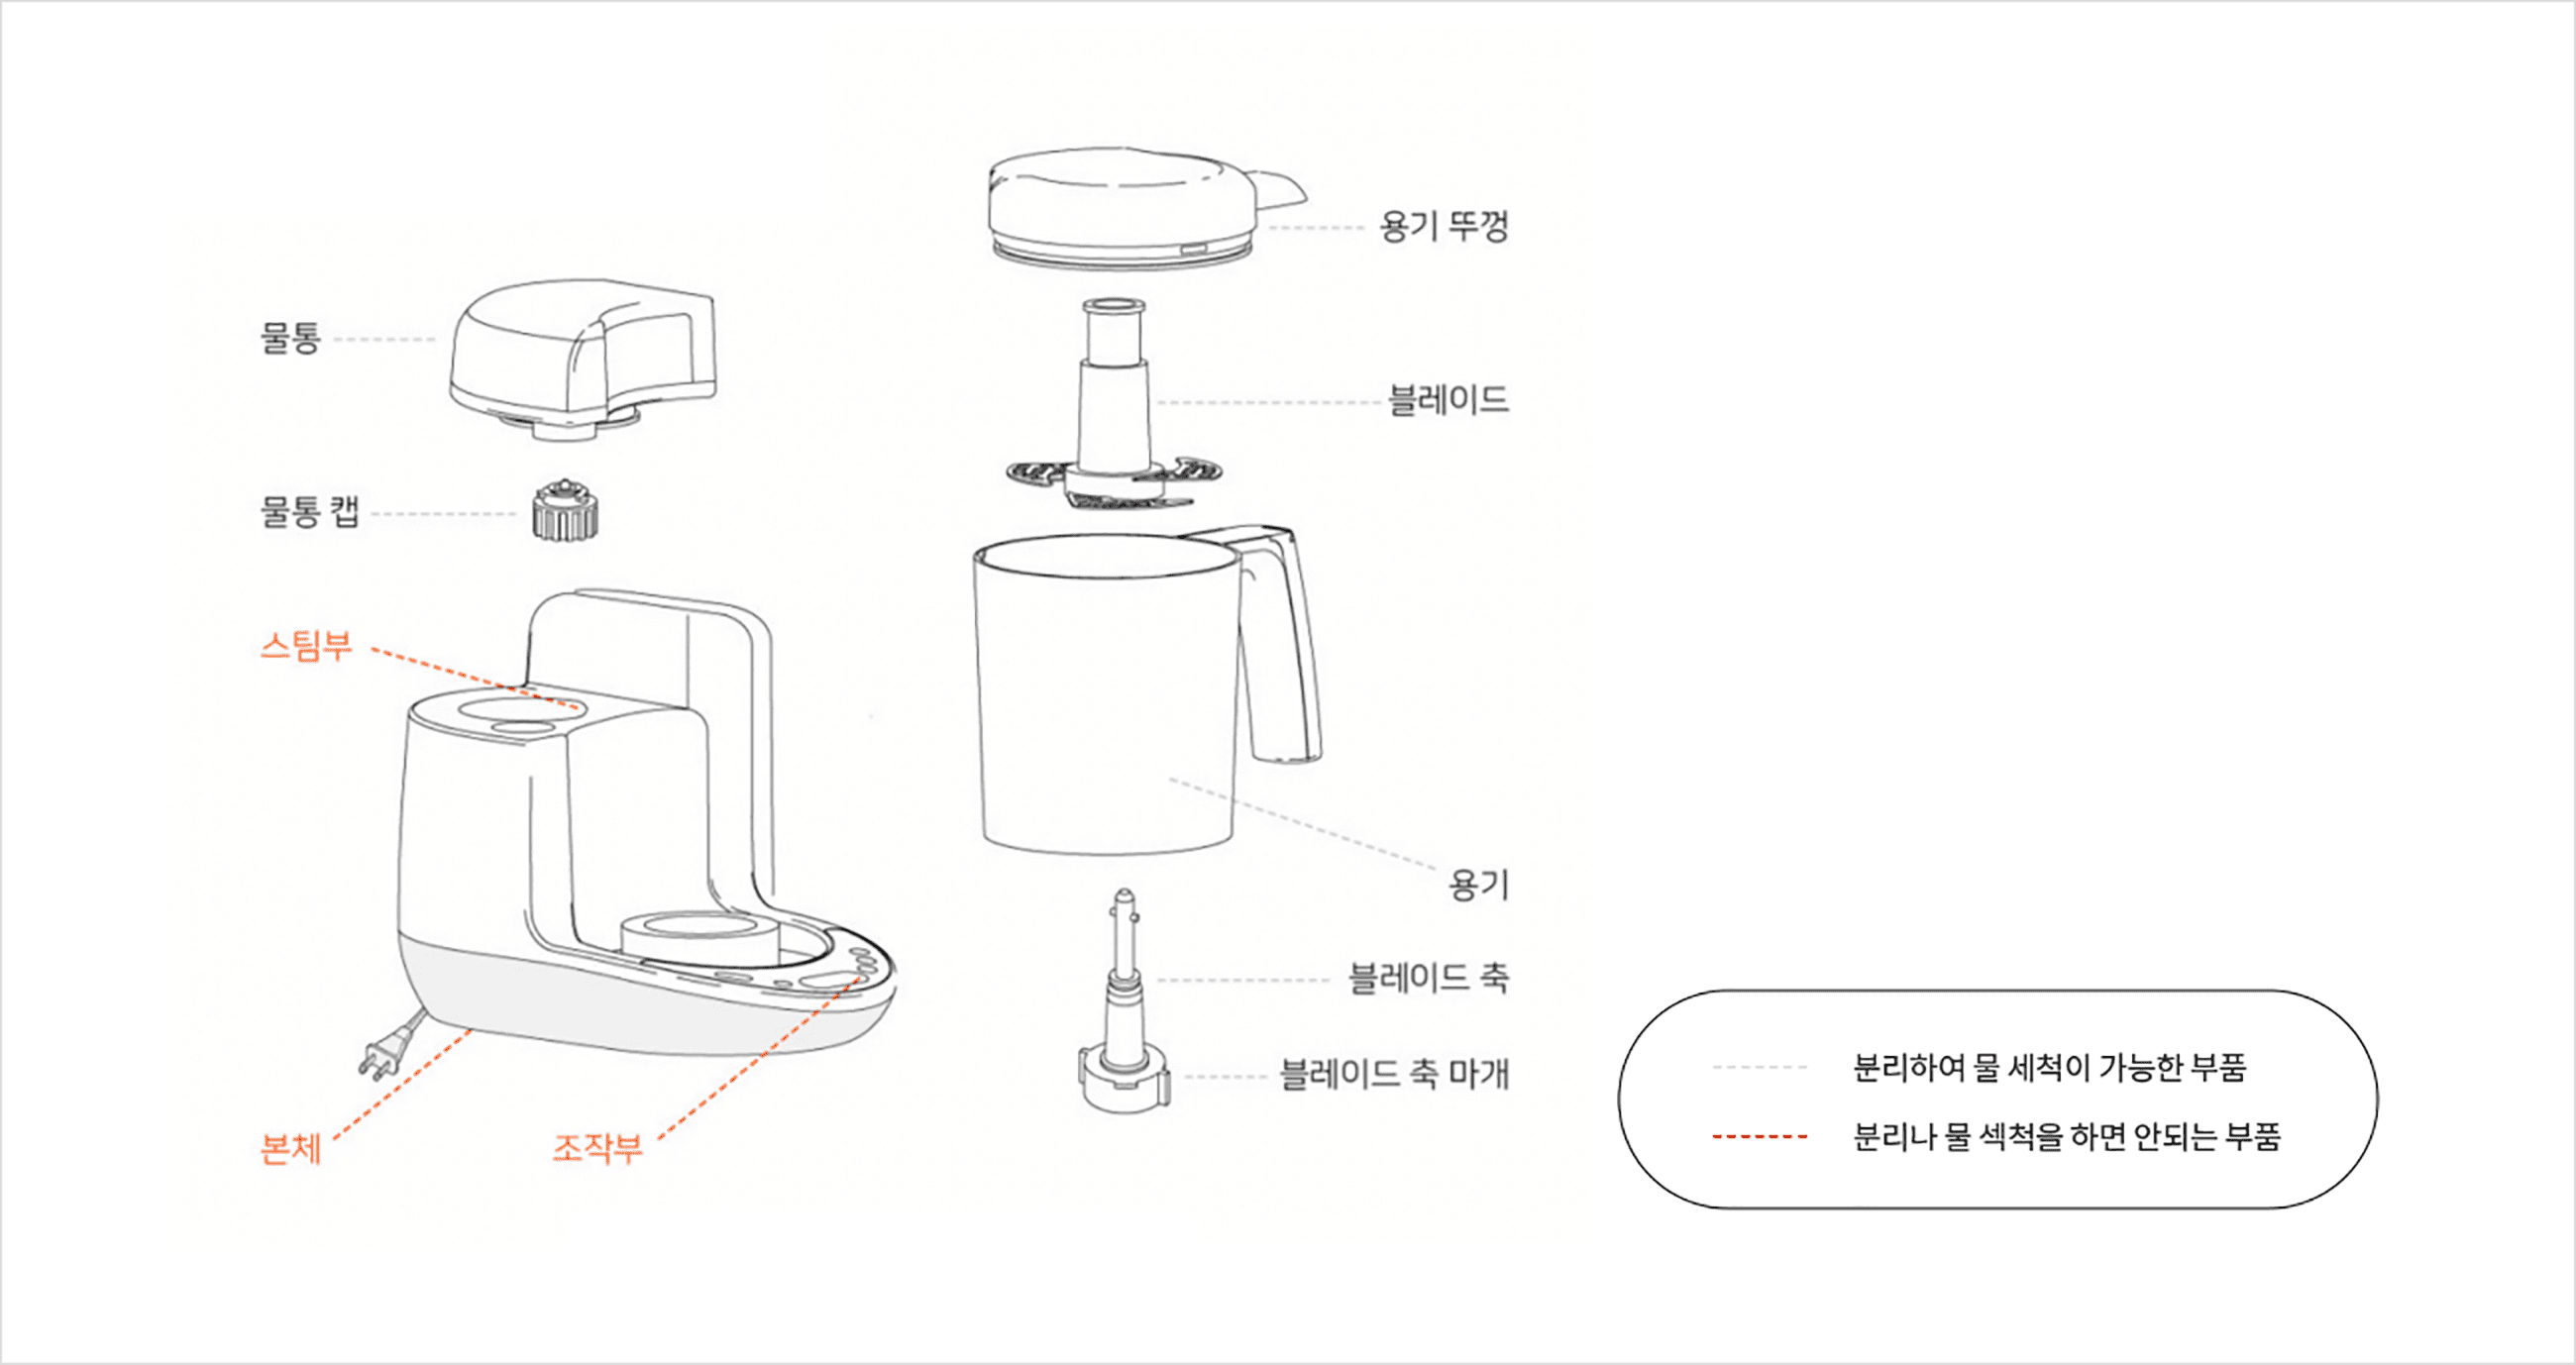 용기 뚜껑
물통
블레이드
물통 캡
스팀부
용기
블레이드 축
블레이드 축 마개
본체
조작부
분리하여 물 세척이 가능한 부품
분리나 물 섹척을 하면 안되는 부품